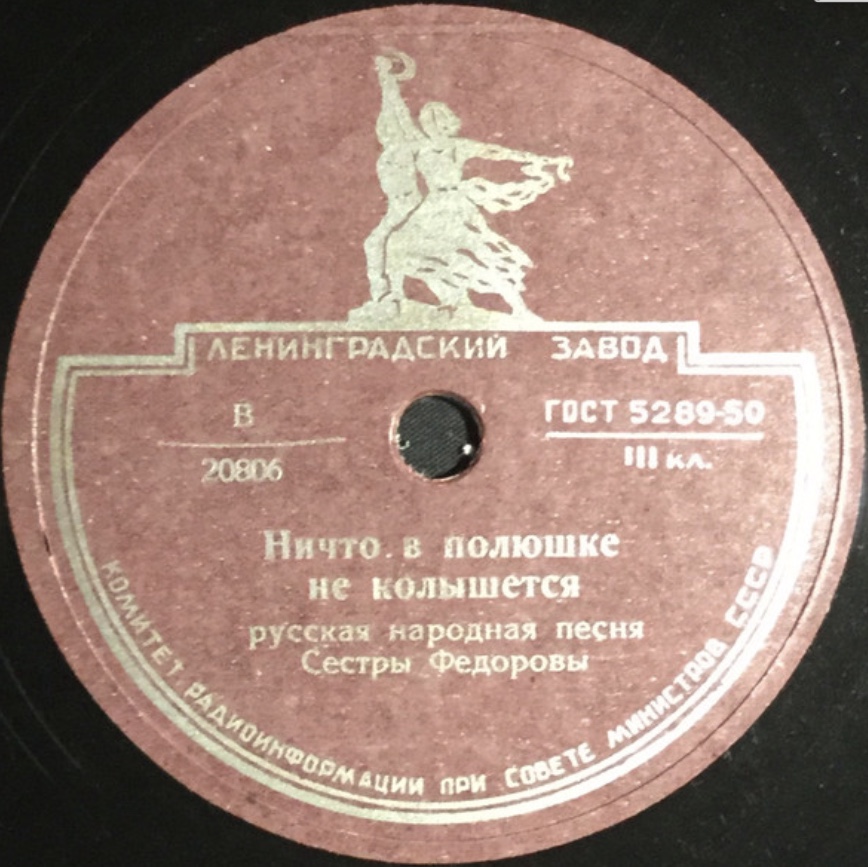 ЛЕНИНГРАДСКИЙ ЗАВОД
В
20806
ГОСТ 5289-50
III кл.
Ничто в полюшке
не колышется
русская народная песня
Сестры Федоровы
КОМИТЕТ РАДИОИНФОРМАЦИИ ПРИ СОВЕТЕ МИНИСТРОВ СССР